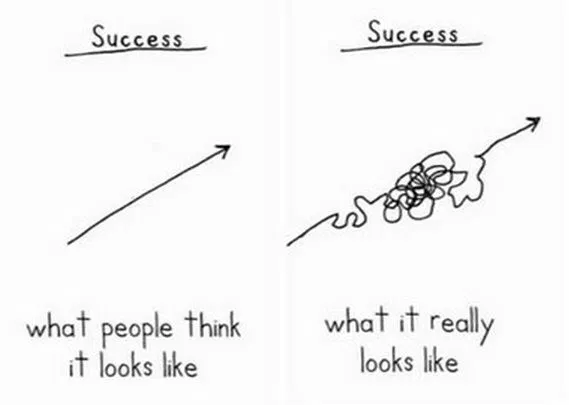 Success
what people think
it looks like
Success
what it really
looks like